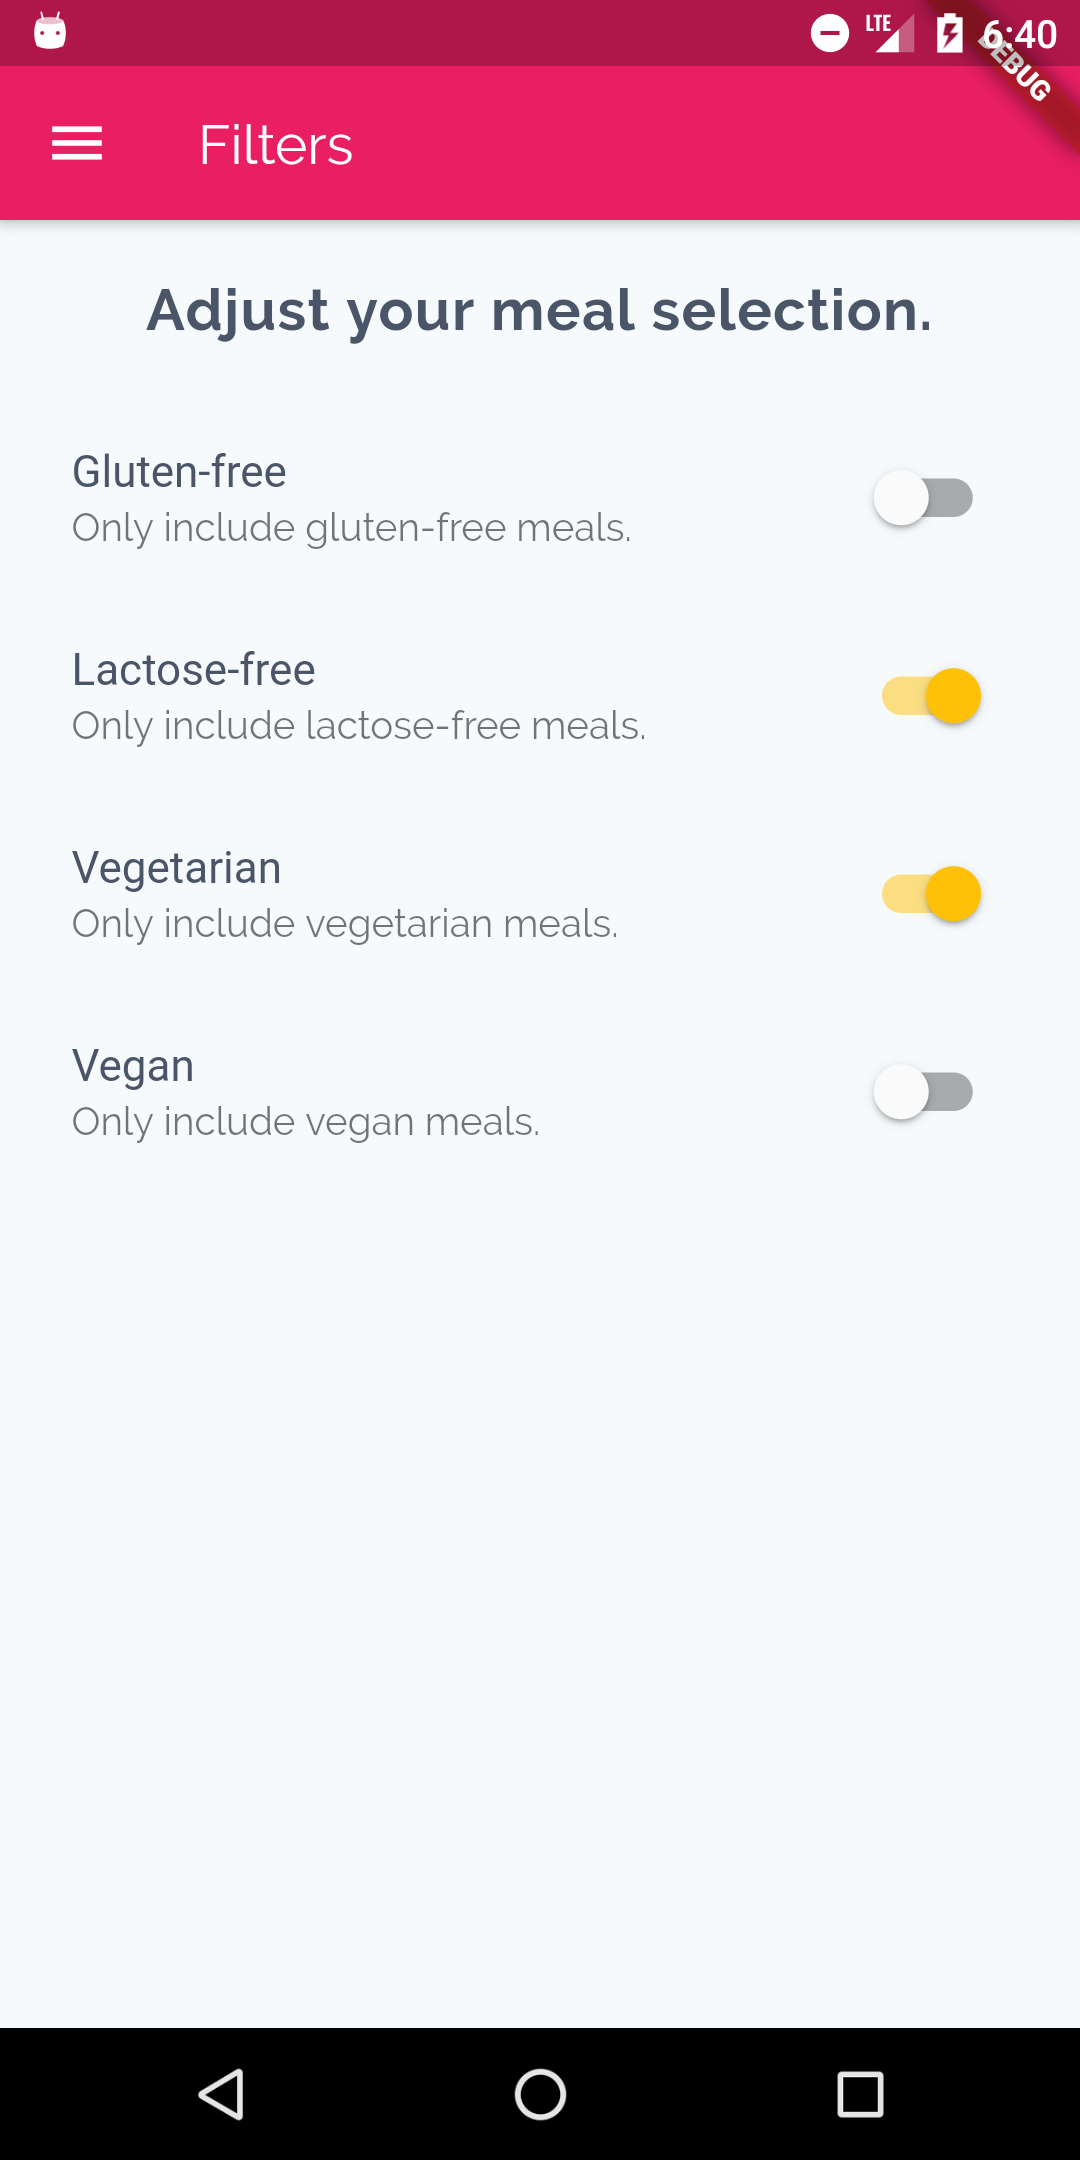 LTE
6:40
DEBUG
Filters
Adjust your meal selection.
Gluten-free
Only include gluten-free meals.
Lactose-free
Only include lactose-free meals.
Vegetarian
Only include vegetarian meals.
Vegan
Only include vegan meals.